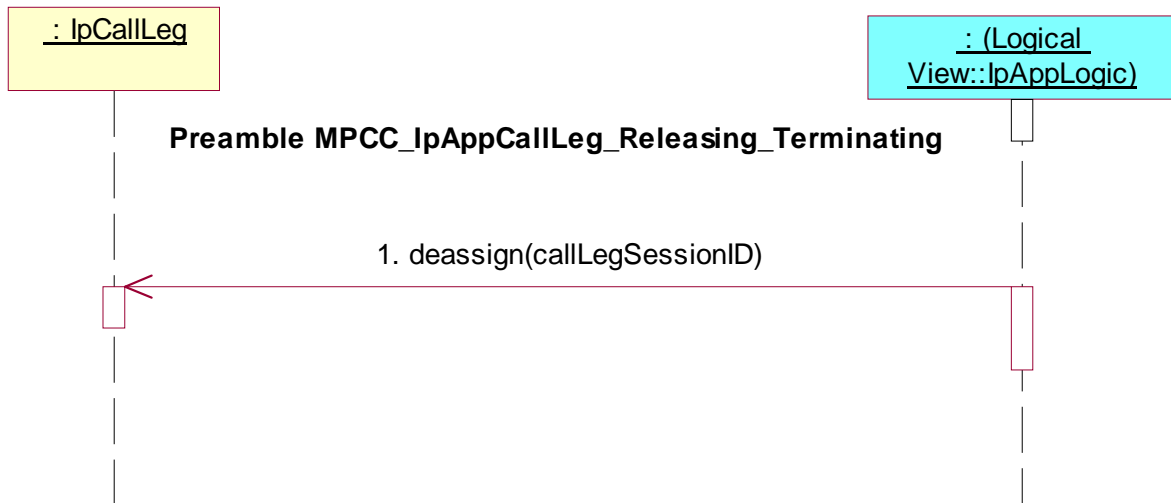 : IpCallLeg
: (Logical
View::IpAppLogic)
Preamble MPCC_IpAppCallLeg_Releasing_Terminating
1. deassign(callLegSessionID)